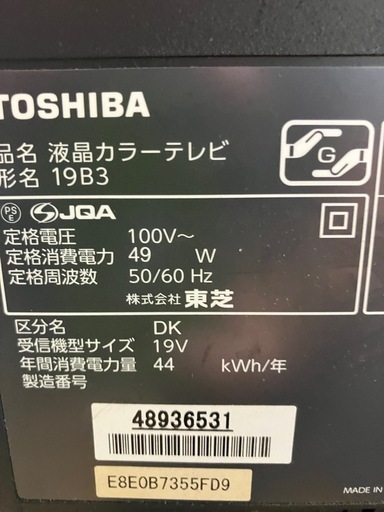 TOSHIBA
品名 液晶カラーテレビ
形名 19B3
G
PS
E
JQA
定格電圧 100V～
定格消費電力 49 W
定格周波数 50/60 Hz
株式会社 東芝
区分名 DK
受信機型サイズ 19V
年間消費電力量 44 kWh/年
製造番号
48936531
E8E0B7355FD9
MADE IN